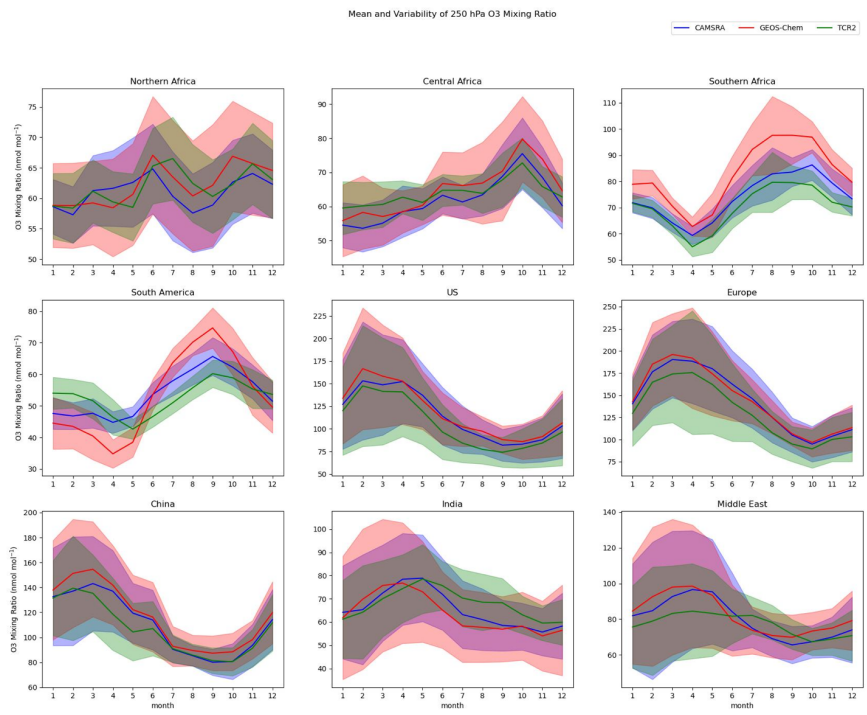 Mean and Variability of 250 hPa O3 Mixing Ratio
CAMSRA GEOS-Chem TCR2
Northern Africa
O3 Mixing Ratio (nmol mol⁻¹)
75
70
65
60
55
50
1 2 3 4 5 6 7 8 9 10 11 12
Central Africa
90
80
70
60
50
1 2 3 4 5 6 7 8 9 10 11 12
Southern Africa
110
100
90
80
70
60
50
1 2 3 4 5 6 7 8 9 10 11 12
South America
O3 Mixing Ratio (nmol mol⁻¹)
80
70
60
50
40
30
1 2 3 4 5 6 7 8 9 10 11 12
US
225
200
175
150
125
100
75
50
1 2 3 4 5 6 7 8 9 10 11 12
Europe
250
225
200
175
150
125
100
75
1 2 3 4 5 6 7 8 9 10 11 12
China
O3 Mixing Ratio (nmol mol⁻¹)
200
180
160
140
120
100
80
60
1 2 3 4 5 6 7 8 9 10 11 12
month
India
100
90
80
70
60
50
40
1 2 3 4 5 6 7 8 9 10 11 12
month
Middle East
140
120
100
80
60
40
1 2 3 4 5 6 7 8 9 10 11 12
month